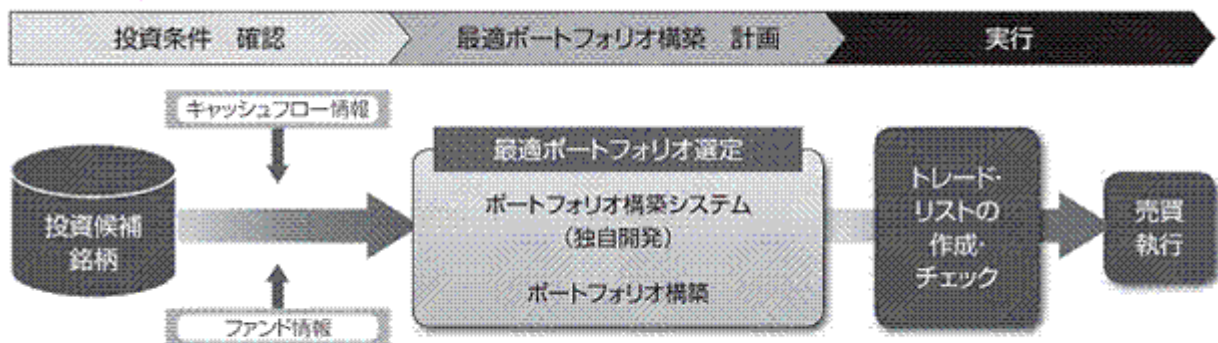 投資条件 確認
最適ポートフォリオ構築 計画
実行
キャッシュフロー情報
投資候補
銘柄
ファンド情報
最適ポートフォリオ選定
ポートフォリオ構築システム
（独自開発）
ポートフォリオ構築
トレード・
リストの
作成・
チェック
売買
執行